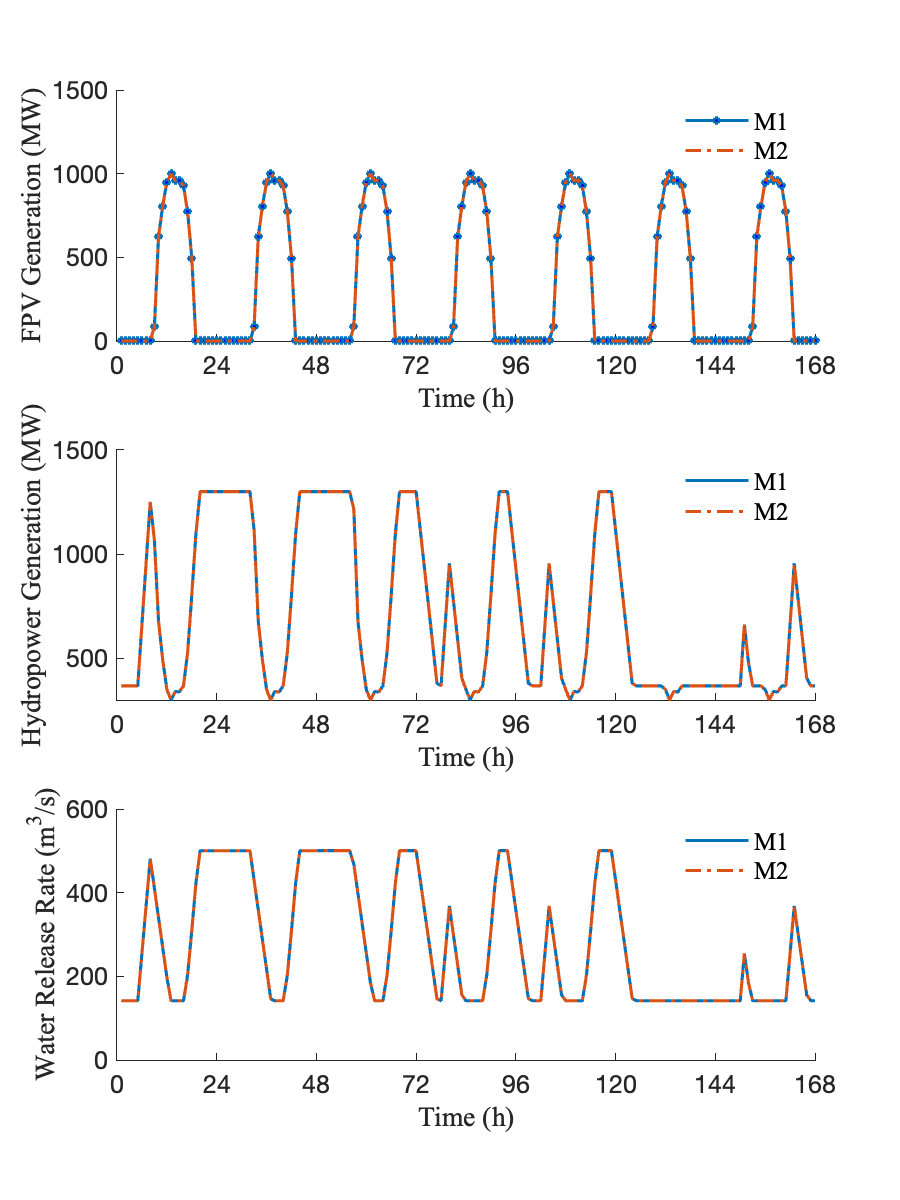 FPV Generation (MW)
1500
1000
500
0
M1
M2
0 24 48 72 96 120 144 168
Time (h)
Hydropower Generation (MW)
1500
1000
500
M1
M2
0 24 48 72 96 120 144 168
Time (h)
Water Release Rate (m³/s)
600
400
200
0
M1
M2
0 24 48 72 96 120 144 168
Time (h)